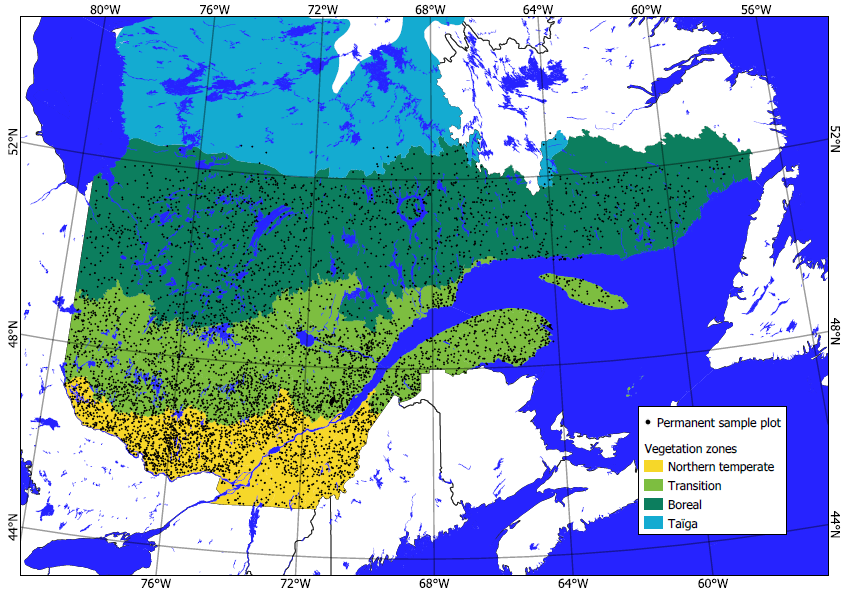 80°W 76°W 72°W 68°W 64°W 60°W 56°W
52°N
52°N
48°N
48°N
44°N
44°N
Permanent sample plot
Vegetation zones
Northern temperate
Transition
Boreal
Taïga
76°W 72°W 68°W 64°W 60°W